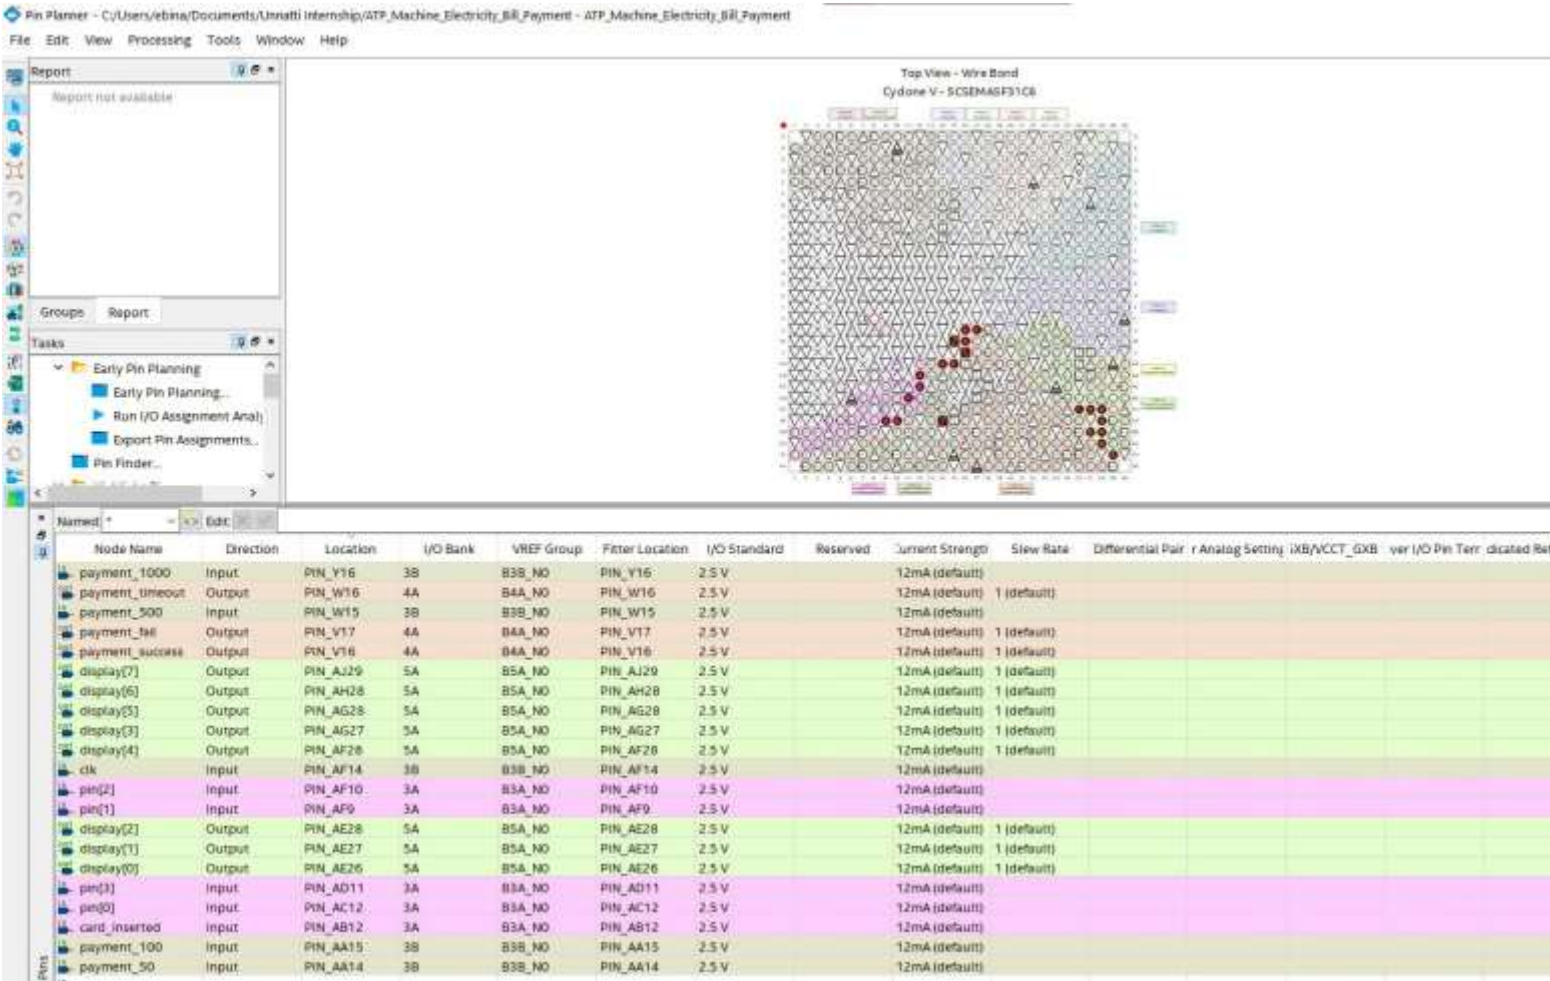 Pin Planner - C:/Users/ebina/Documents/Unnatti Internship/ATP_Machine_Electricity_Bill_Payment - ATP_Machine_Electricity_Bill_Payment
File Edit View Processing Tools Window Help
Report
Report not available
Groups Report
Tasks
Early Pin Planning
Early Pin Planning...
Run I/O Assignment Analy
Export Pin Assignments...
Pin Finder...
Top View - Wire Bond
Cyclone V - 5CSEMA5F31C6
Named: * Edit:
Node Name Direction Location I/O Bank VREF Group Fitter Location I/O Standard Reserved Current Strength Slew Rate Differential Pair r Analog Setting iXB/VCCT_GXB ver I/O Pin Terr dicated Ref
payment_1000 Input PIN_Y16 3B B3B_N0 PIN_Y16 2.5 V 12mA (default)
payment_timeout Output PIN_W16 4A B4A_N0 PIN_W16 2.5 V 12mA (default) 1 (default)
payment_500 Input PIN_W15 3B B3B_N0 PIN_W15 2.5 V 12mA (default)
payment_fail Output PIN_V17 4A B4A_N0 PIN_V17 2.5 V 12mA (default) 1 (default)
payment_success Output PIN_V16 4A B4A_N0 PIN_V16 2.5 V 12mA (default) 1 (default)
display[7] Output PIN_AJ29 5A B5A_N0 PIN_AJ29 2.5 V 12mA (default) 1 (default)
display[6] Output PIN_AH28 5A B5A_N0 PIN_AH28 2.5 V 12mA (default) 1 (default)
display[5] Output PIN_AG28 5A B5A_N0 PIN_AG28 2.5 V 12mA (default) 1 (default)
display[3] Output PIN_AG27 5A B5A_N0 PIN_AG27 2.5 V 12mA (default) 1 (default)
display[4] Output PIN_AF28 5A B5A_N0 PIN_AF28 2.5 V 12mA (default) 1 (default)
clk Input PIN_AF14 3B B3B_N0 PIN_AF14 2.5 V 12mA (default)
pin[2] Input PIN_AF10 3A B3A_N0 PIN_AF10 2.5 V 12mA (default)
pin[1] Input PIN_AF9 3A B3A_N0 PIN_AF9 2.5 V 12mA (default)
display[2] Output PIN_AE28 5A B5A_N0 PIN_AE28 2.5 V 12mA (default) 1 (default)
display[1] Output PIN_AE27 5A B5A_N0 PIN_AE27 2.5 V 12mA (default) 1 (default)
display[0] Output PIN_AE26 5A B5A_N0 PIN_AE26 2.5 V 12mA (default) 1 (default)
pin[3] Input PIN_AD11 3A B3A_N0 PIN_AD11 2.5 V 12mA (default)
pin[0] Input PIN_AC12 3A B3A_N0 PIN_AC12 2.5 V 12mA (default)
card_inserted Input PIN_AB12 3A B3A_N0 PIN_AB12 2.5 V 12mA (default)
payment_100 Input PIN_AA15 3B B3B_N0 PIN_AA15 2.5 V 12mA (default)
payment_50 Input PIN_AA14 3B B3B_N0 PIN_AA14 2.5 V 12mA (default)
Pins